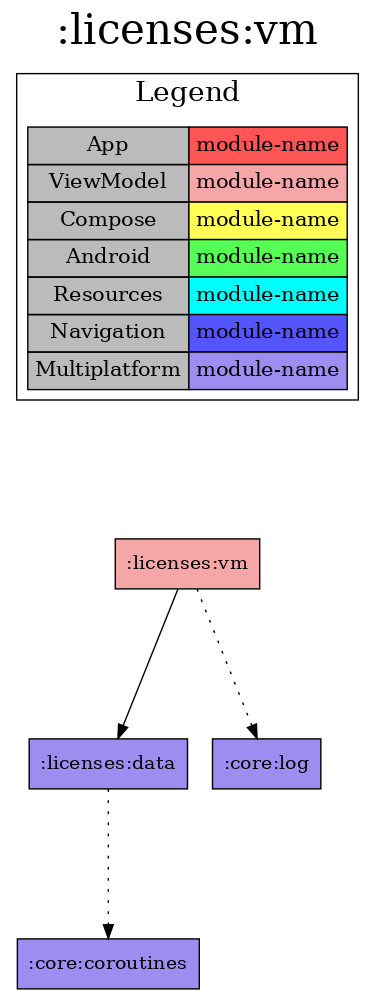 :licenses:vm
Legend
App module-name
ViewModel module-name
Compose module-name
Android module-name
Resources module-name
Navigation module-name
Multiplatform module-name
:licenses:vm
:licenses:data :core:log
:core:coroutines